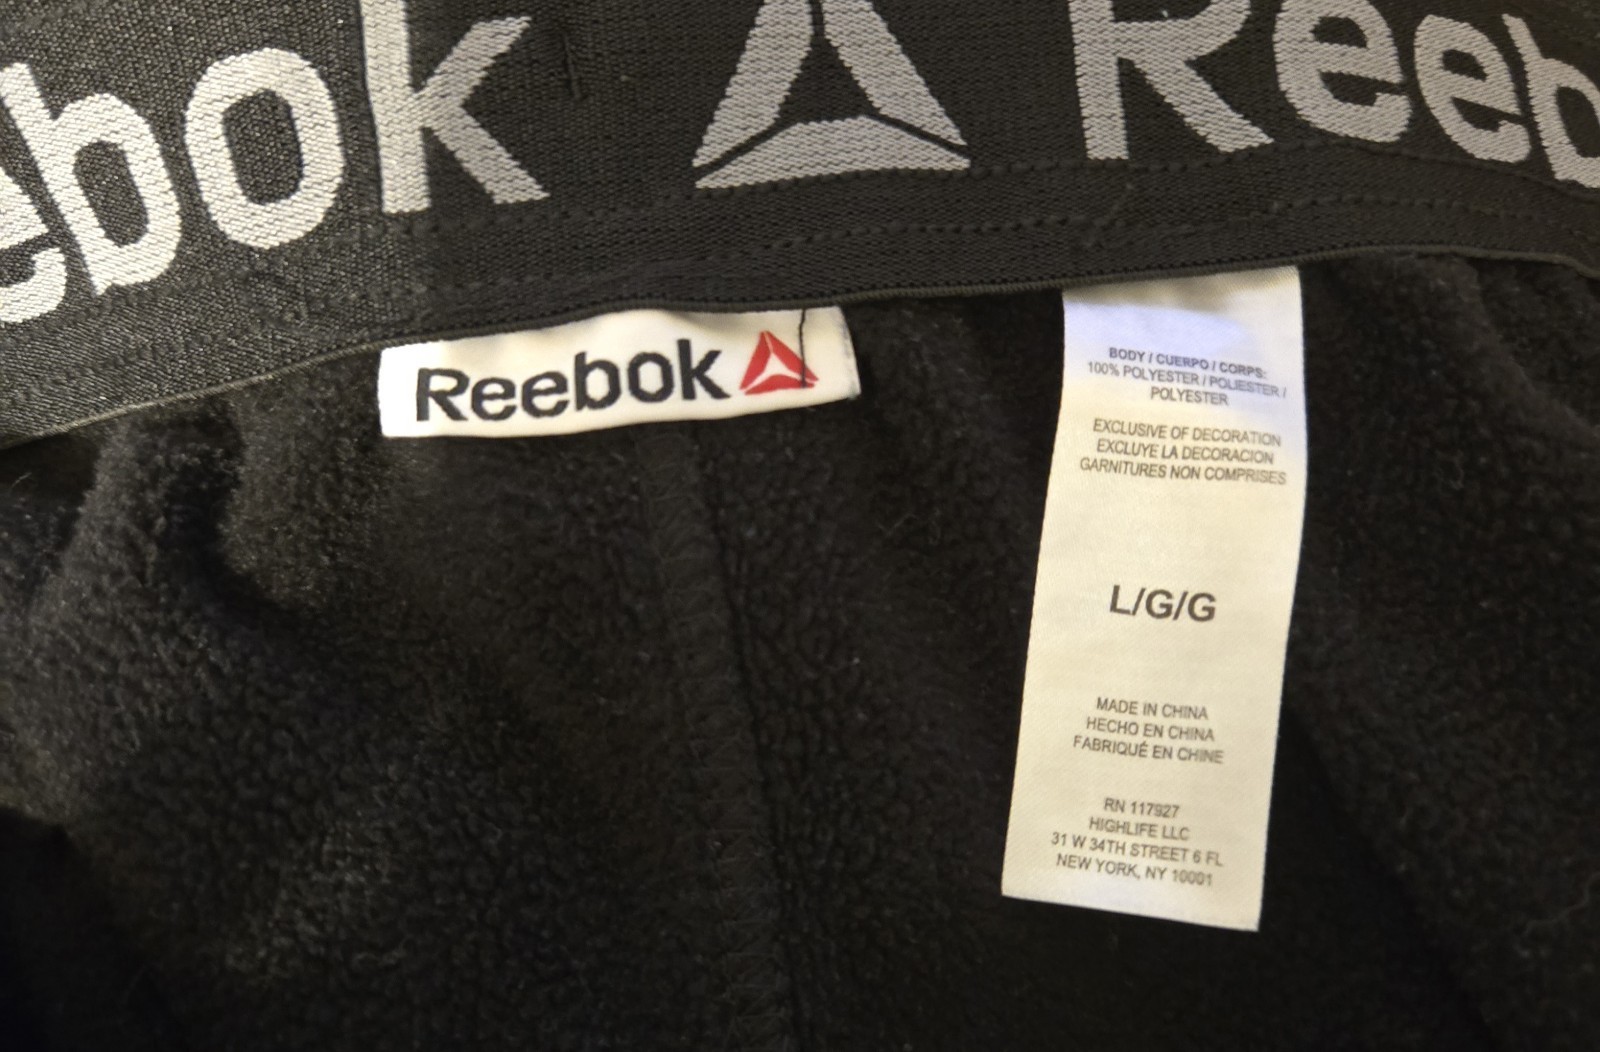 ebok Reeb
Reebok
BODY / CUERPO / CORPS:
100% POLYESTER / POLIESTER /
POLYESTER
EXCLUSIVE OF DECORATION
EXCLUYE LA DECORACION
GARNITURES NON COMPRISES
L/G/G
MADE IN CHINA
HECHO EN CHINA
FABRIQUÉ EN CHINE
RN 117927
HIGHLIFE LLC
31 W 34TH STREET 6 FL
NEW YORK, NY 10001